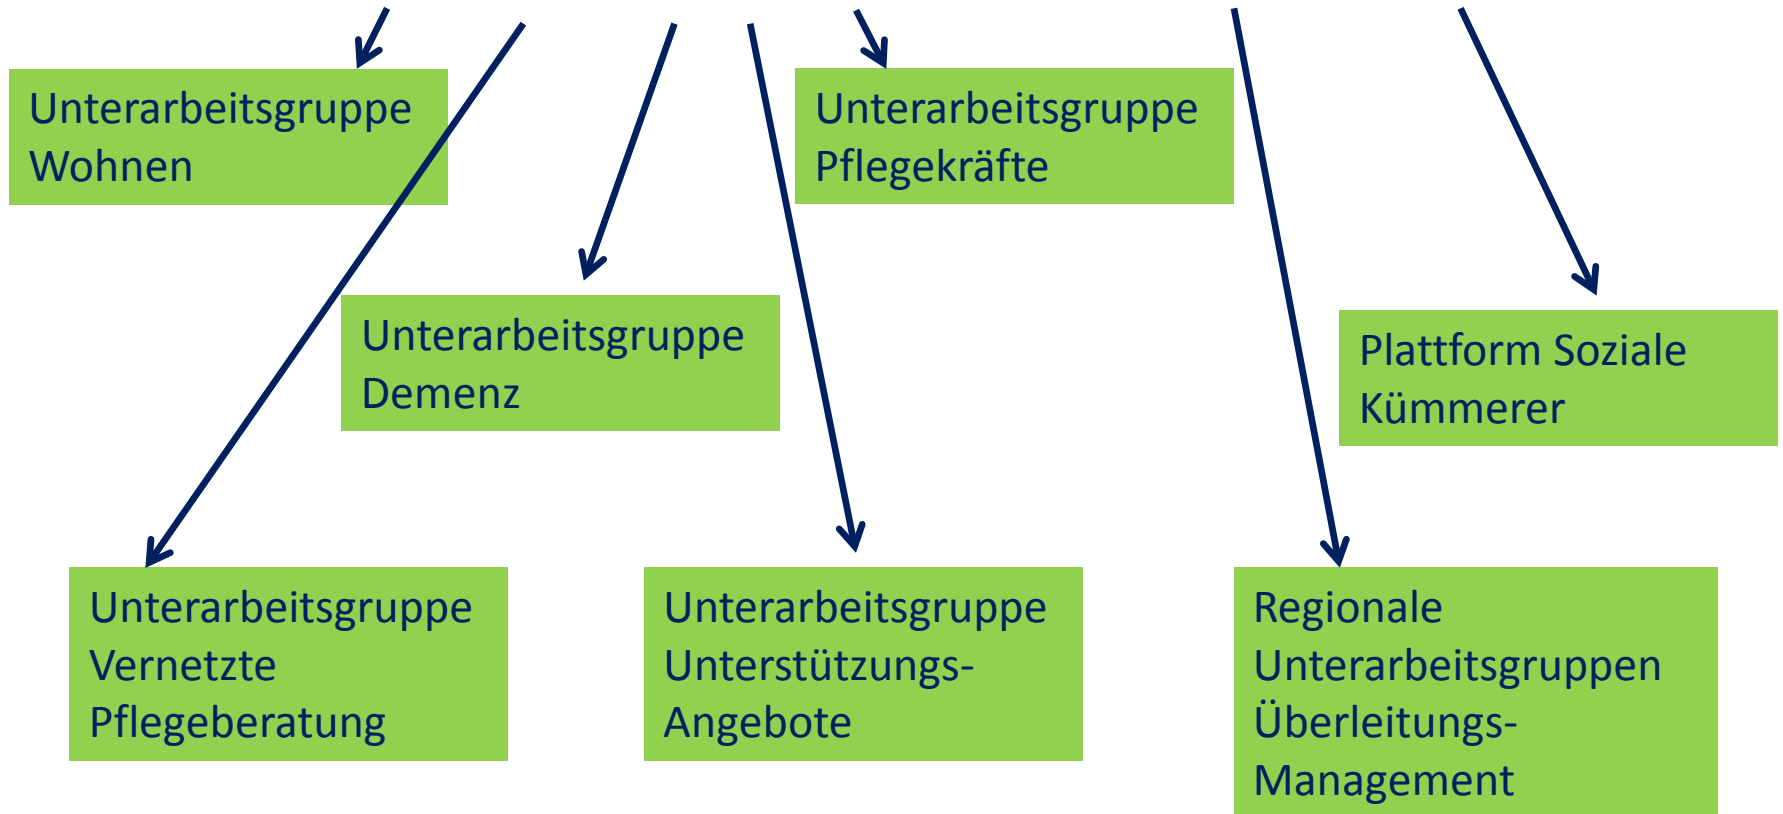 Unterarbeitsgruppe
Wohnen
Unterarbeitsgruppe
Pflegekräfte
Unterarbeitsgruppe
Demenz
Plattform Soziale
Kümmerer
Unterarbeitsgruppe
Vernetzte
Pflegeberatung
Unterarbeitsgruppe
Unterstützungs-
Angebote
Regionale
Unterarbeitsgruppen
Überleitungs-
Management